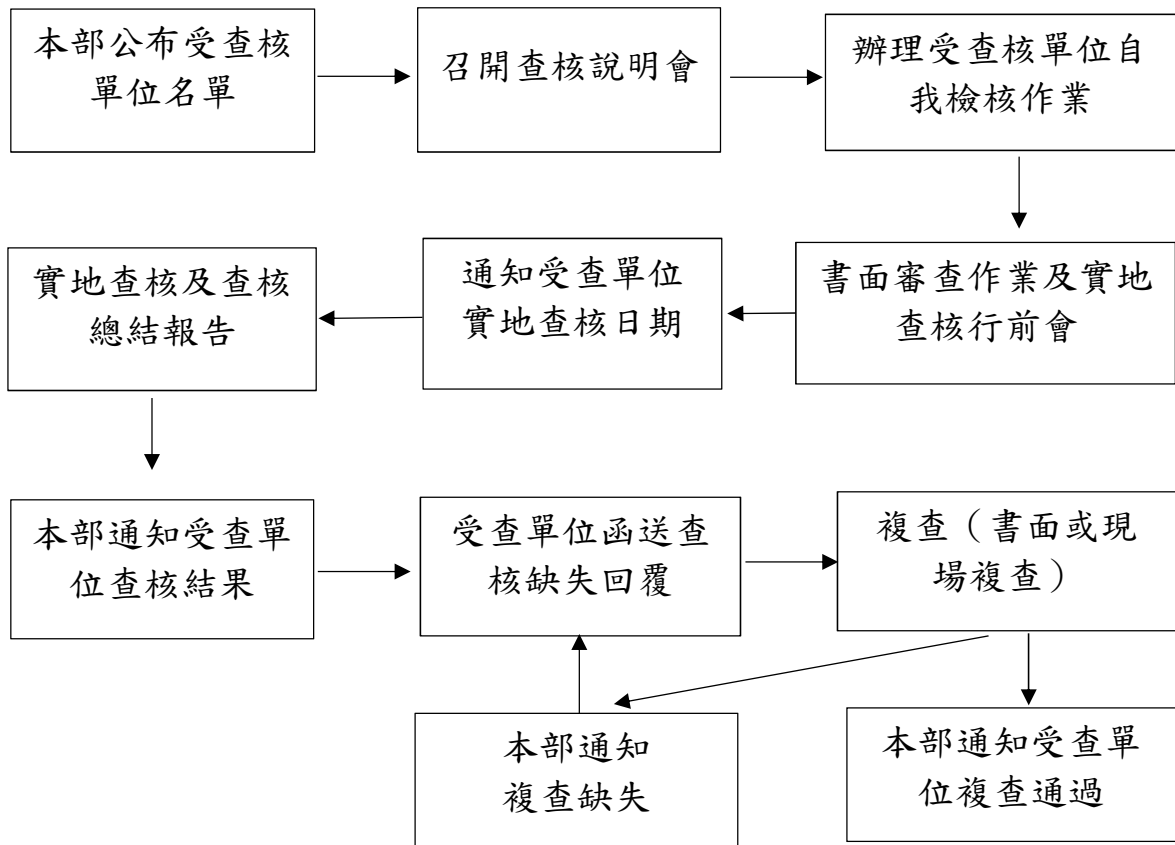 本部公布受查核
單位名單
召開查核說明會
辦理受查核單位自
我檢核作業
書面審查作業及實地
查核行前會
通知受查單位
實地查核日期
實地查核及查核
總結報告
本部通知受查單
位查核結果
受查單位函送查
核缺失回覆
複查（書面或現
場複查）
本部通知
複查缺失
本部通知受查單
位複查通過